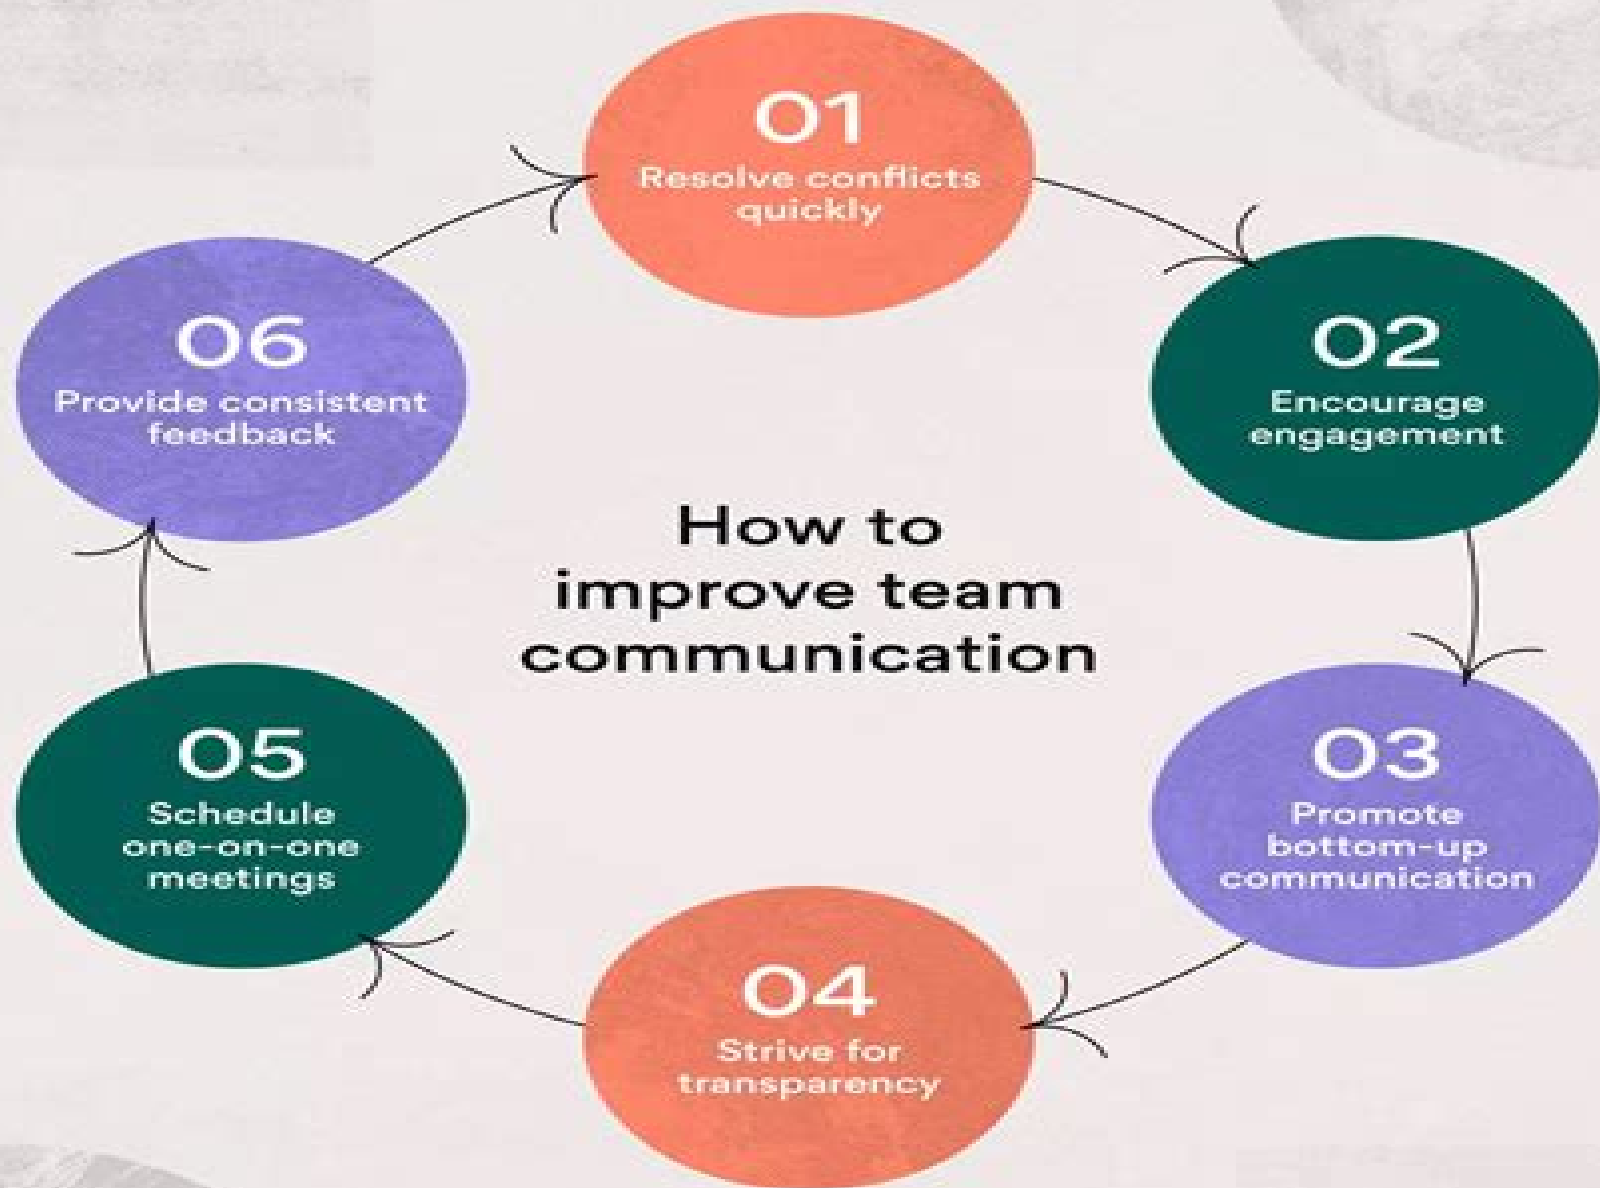 01
Resolve conflicts
quickly
02
Encourage
engagement
03
Promote
bottom-up
communication
04
Strive for
transparency
05
Schedule
one-on-one
meetings
06
Provide consistent
feedback
How to
improve team
communication